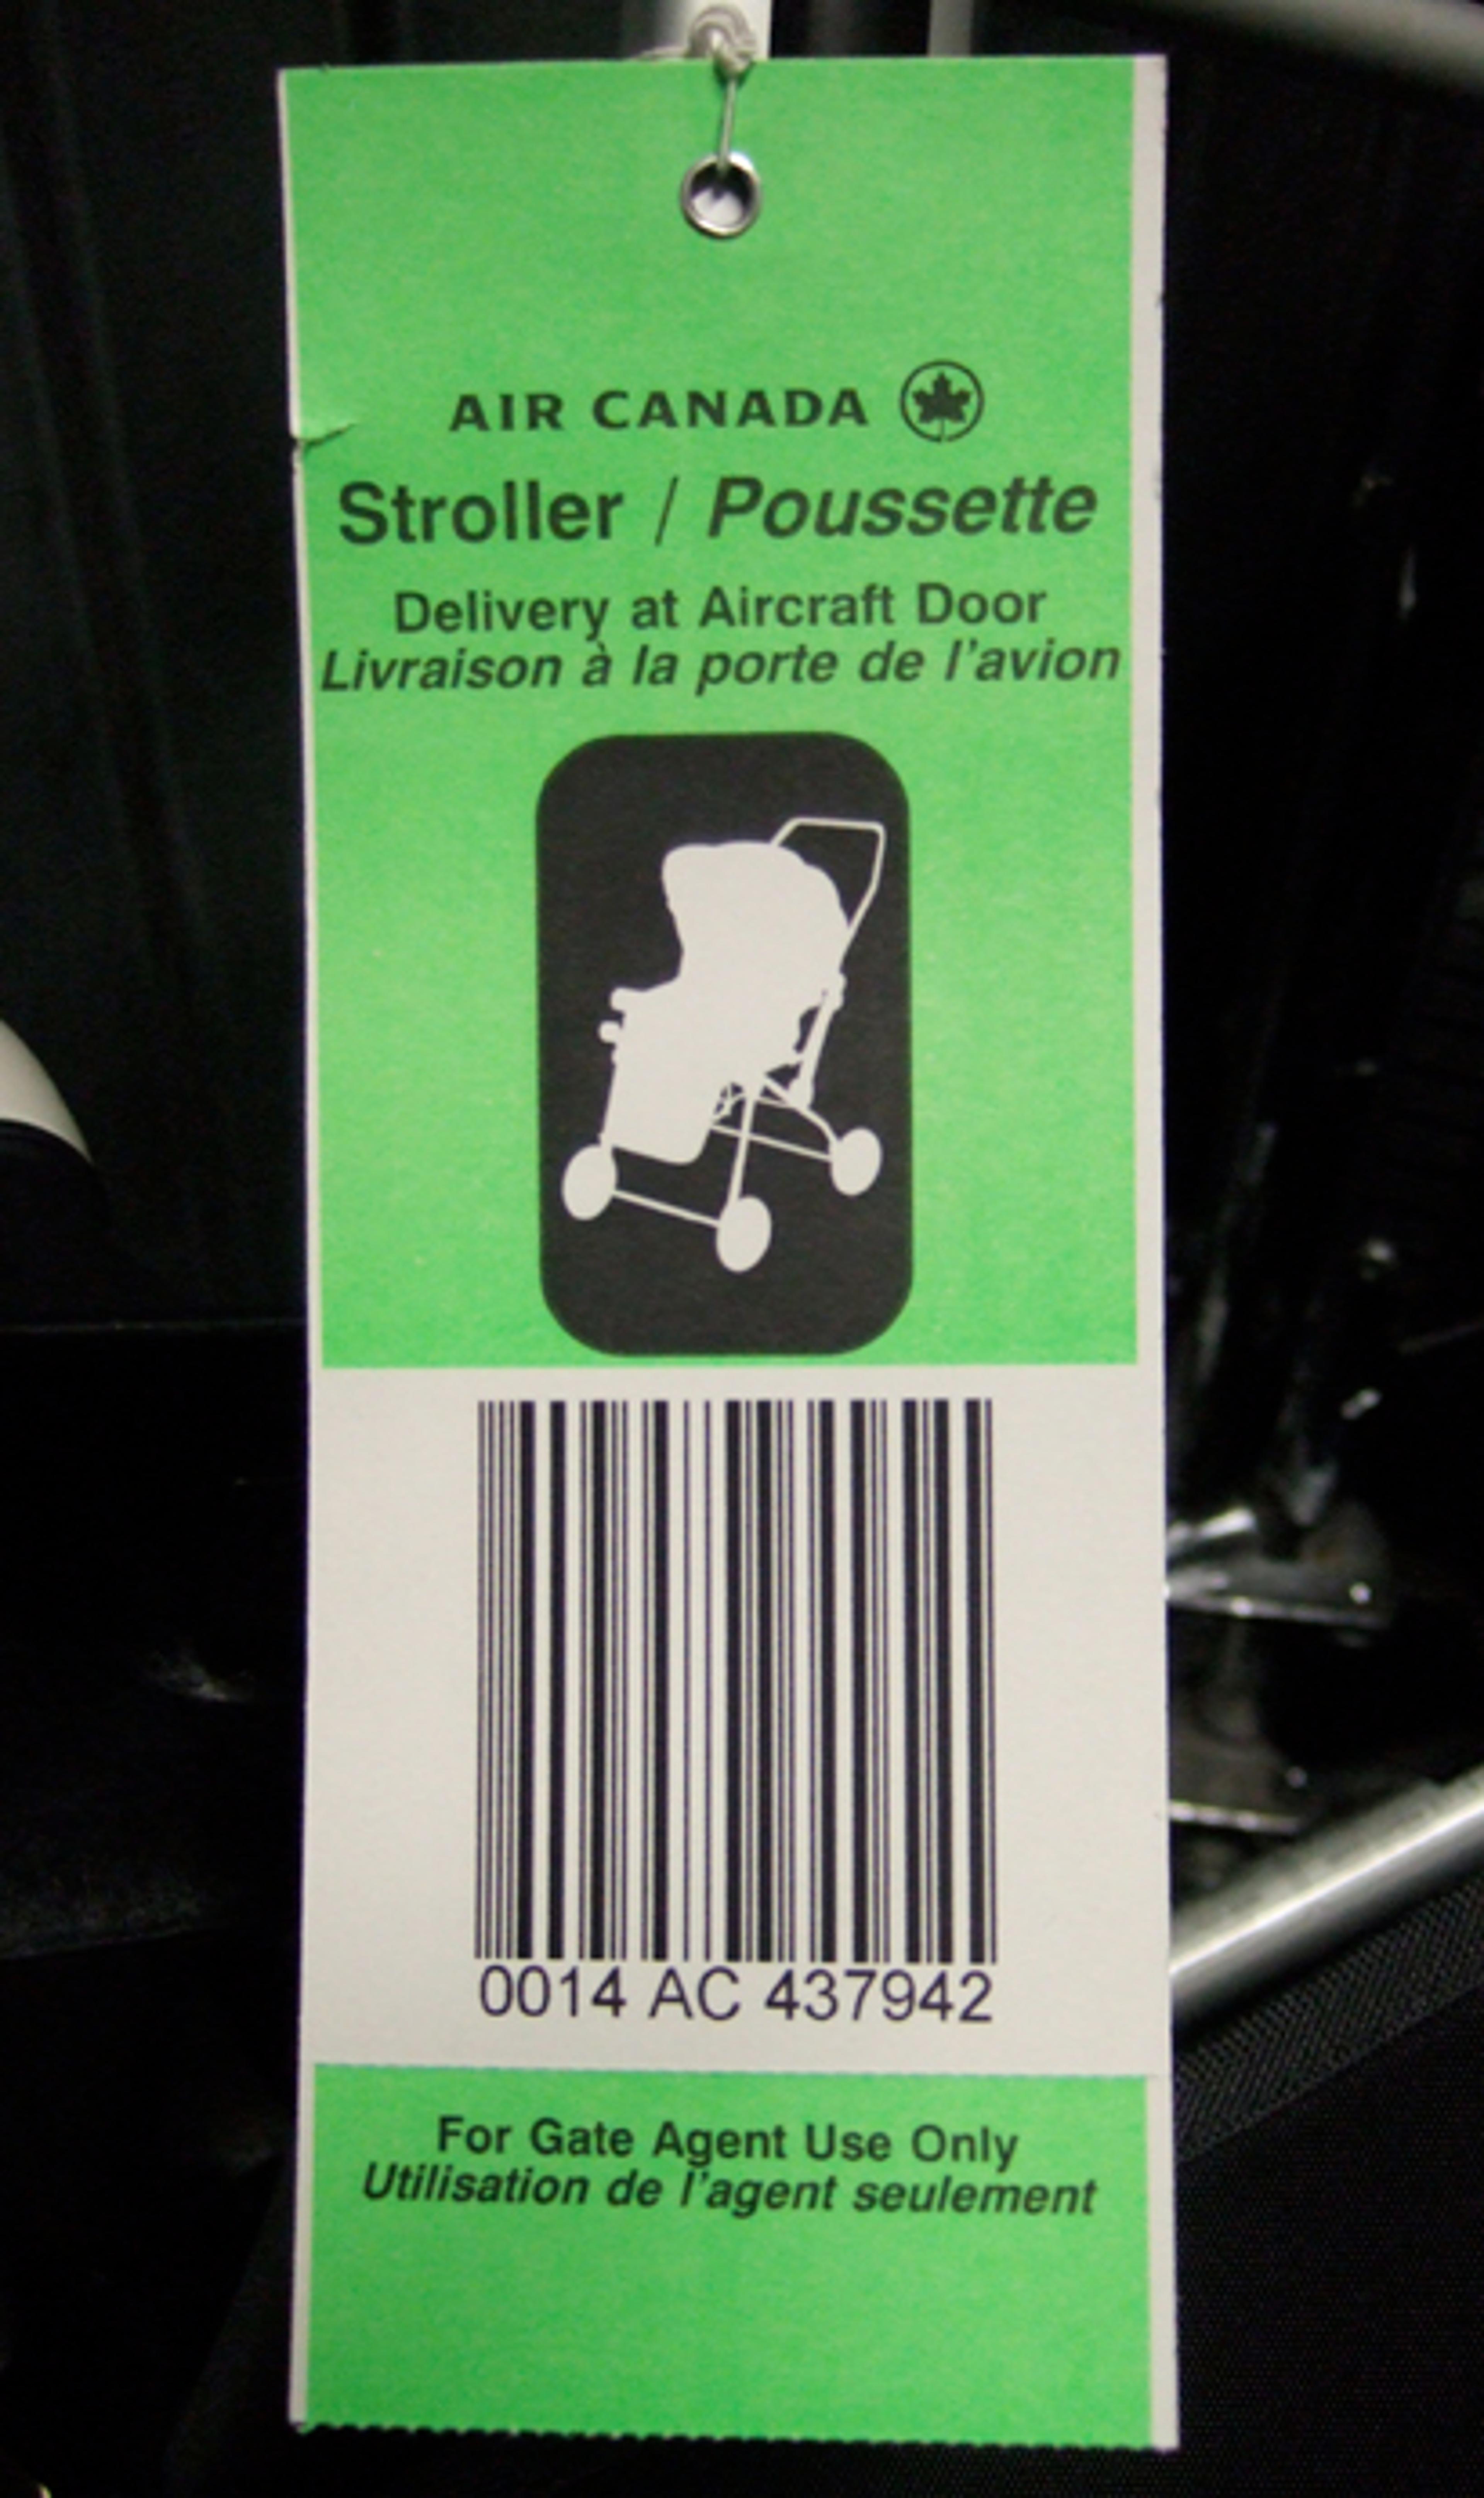 AIR CANADA
Stroller / Poussette
Delivery at Aircraft Door
Livraison à la porte de l'avion
0014 AC 437942
For Gate Agent Use Only
Utilisation de l'agent seulement